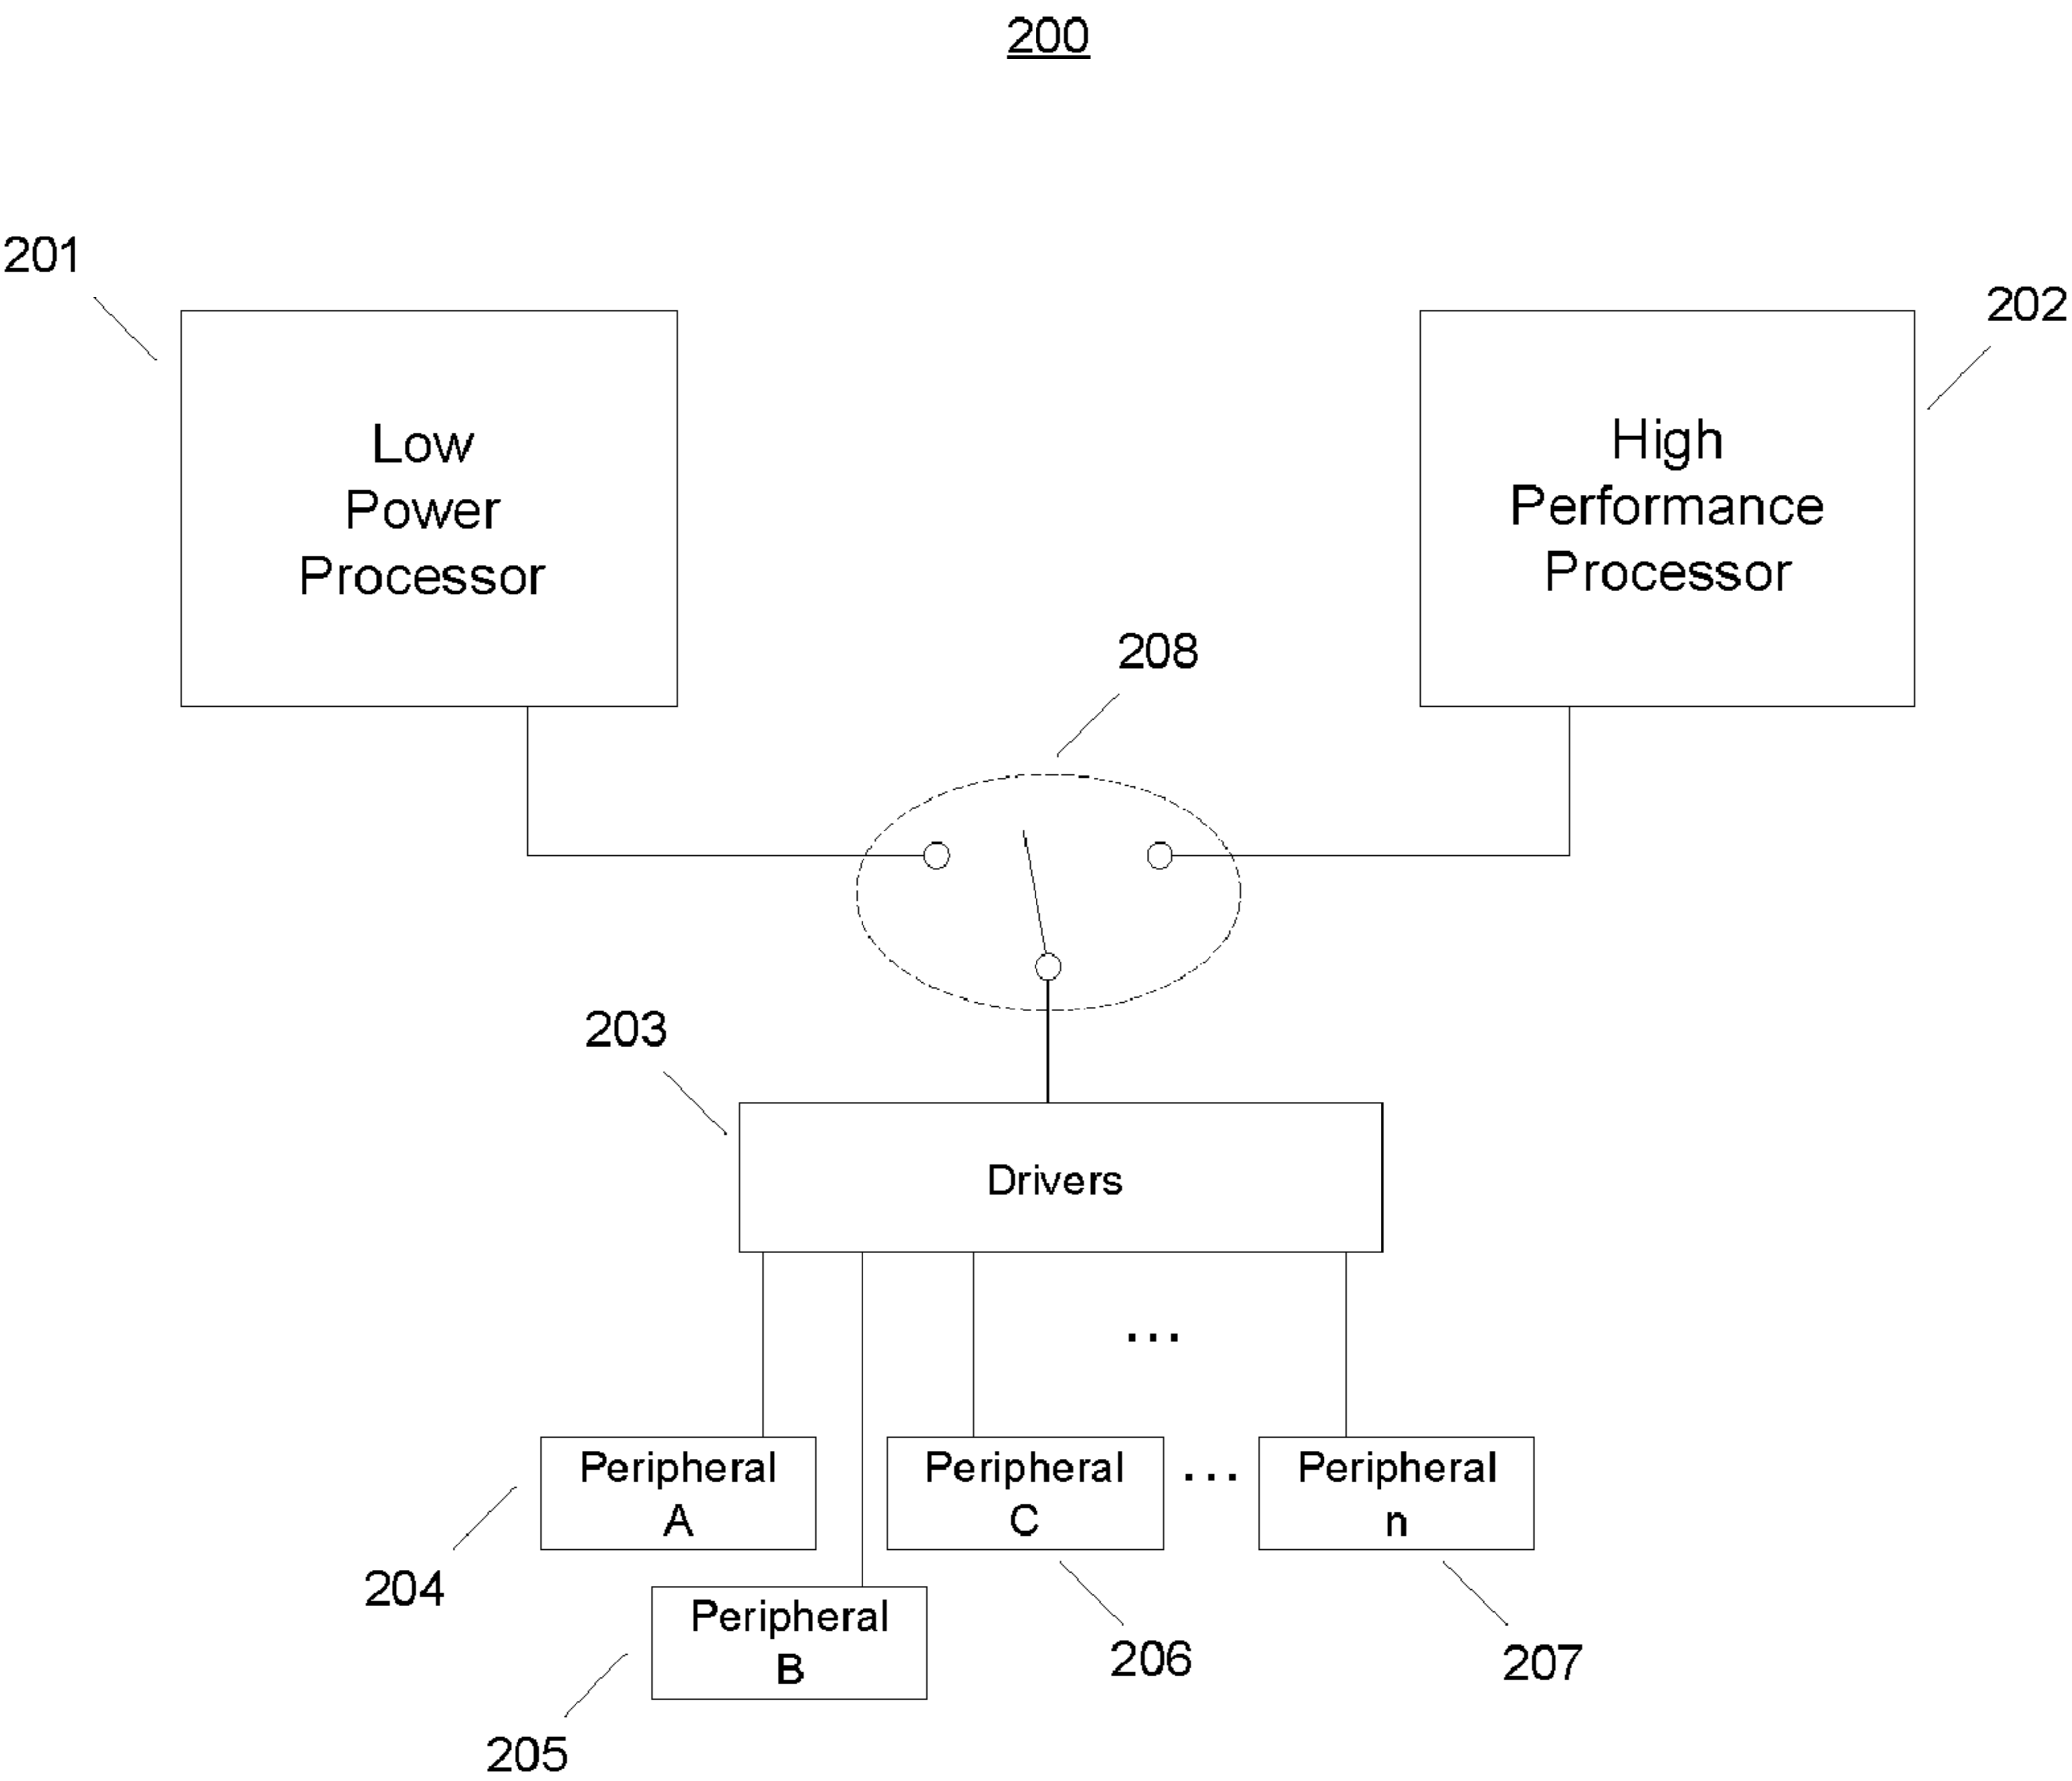 200
201
202
Low
Power
Processor
High
Performance
Processor
208
203
Drivers
...
Peripheral
A
Peripheral
C
...
Peripheral
n
204
Peripheral
B
206
207
205